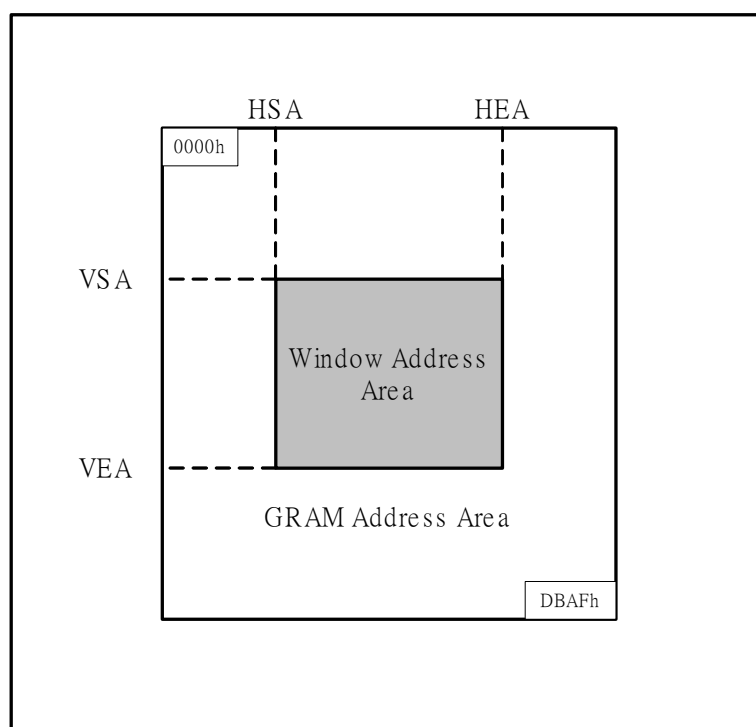 HSA HEA
0000h
VSA
Window Address
Area
VEA
GRAM Address Area
DBAFh